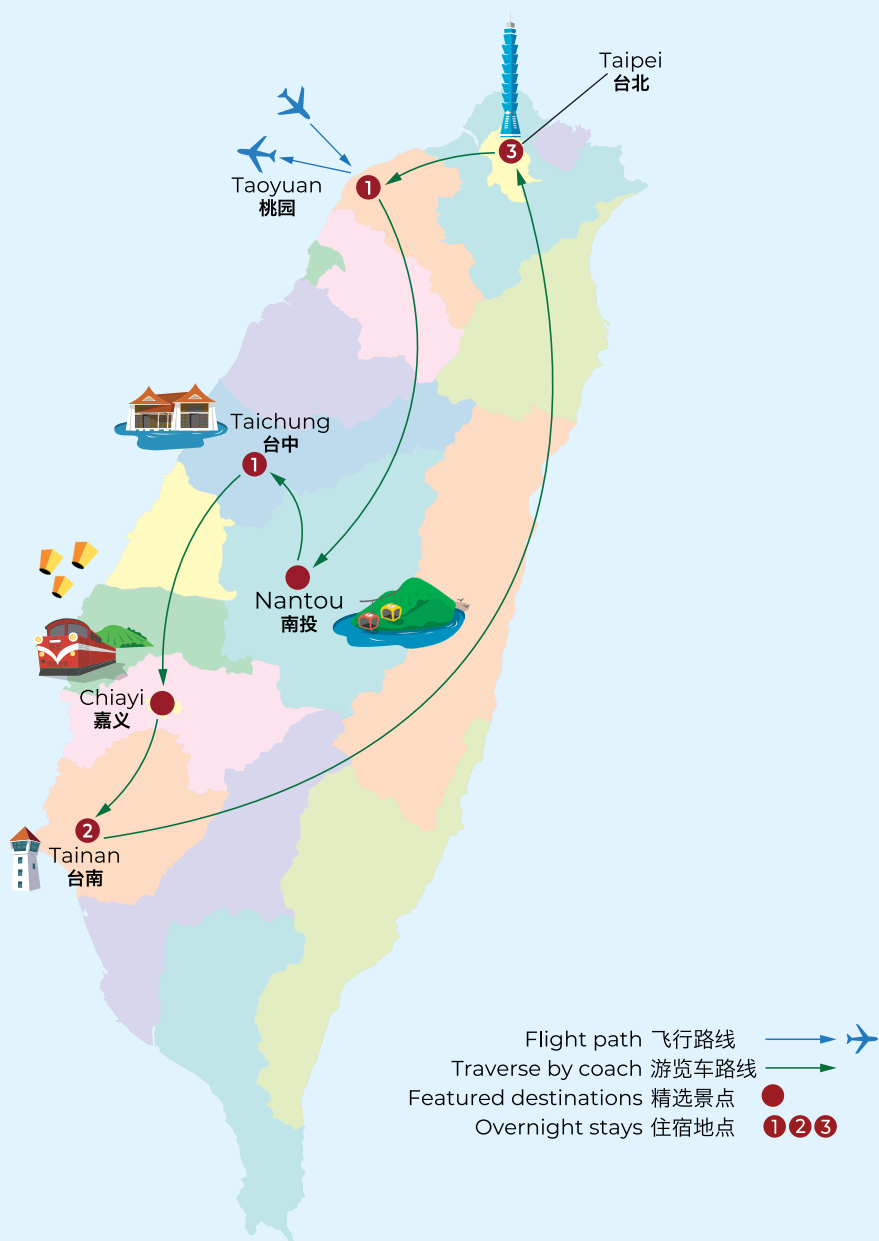 Taipei
台北
3
Taoyuan
桃园
1
Taichung
台中
1
Nantou
南投
Chiayi
嘉义
2
Tainan
台南
Flight path 飞行路线
Traverse by coach 游览车路线
Featured destinations 精选景点
Overnight stays 住宿地点 1 2 3